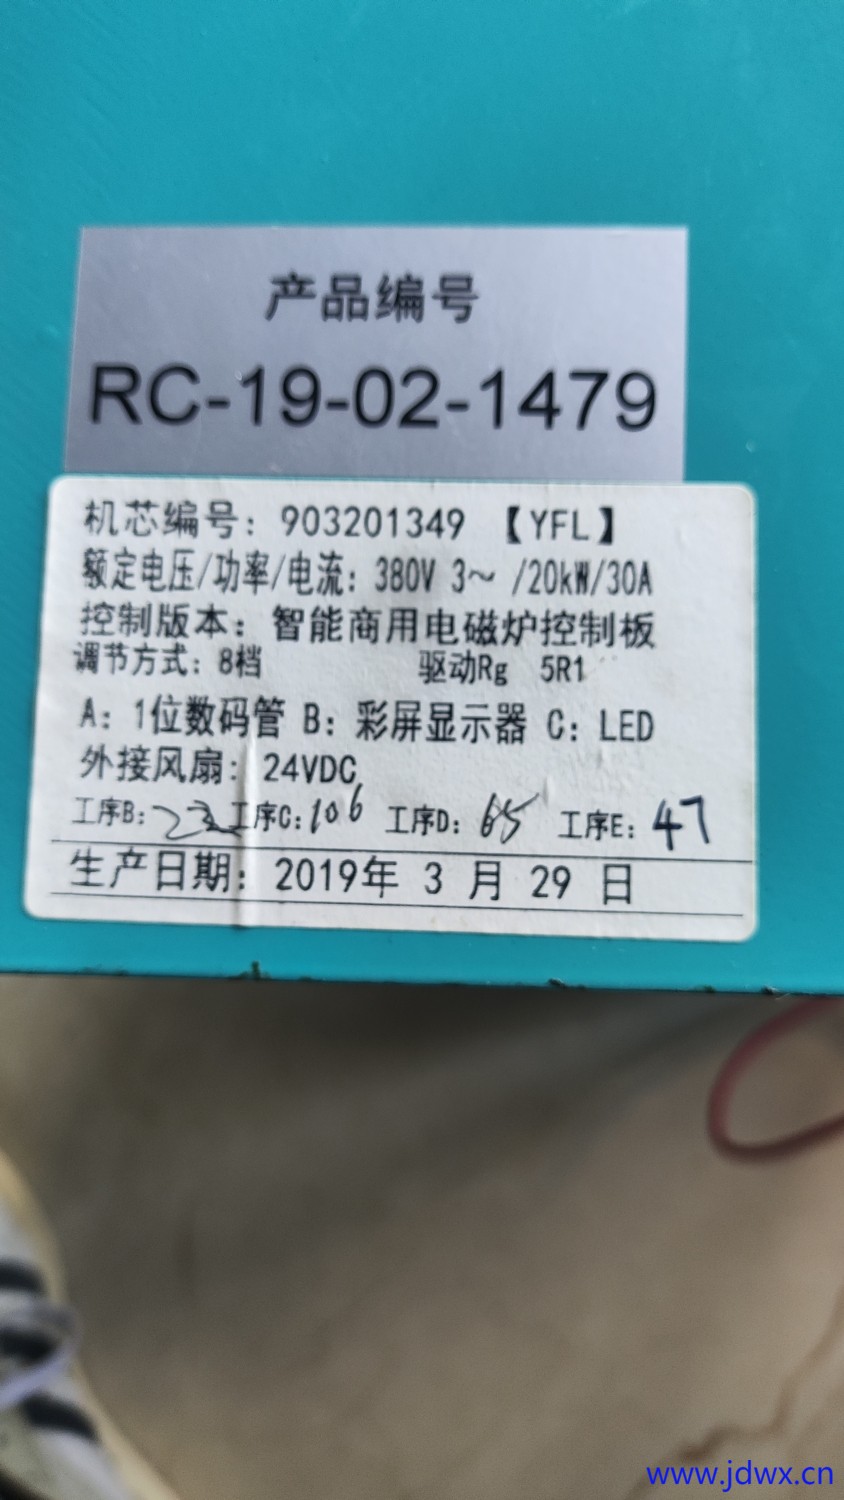 产品编号
RC-19-02-1479
机芯编号：903201349 【YFL】
额定电压/功率/电流：380V 3～ /20kW/30A
控制版本：智能商用电磁炉控制板
调节方式：8档 驱动Rg 5R1
A：1位数码管 B：彩屏显示器 C：LED
外接风扇：24VDC
工序B: 工序C:106 工序D: 65 工序E: 47
生产日期：2019年 3 月 29 日
www.jdwx.cn